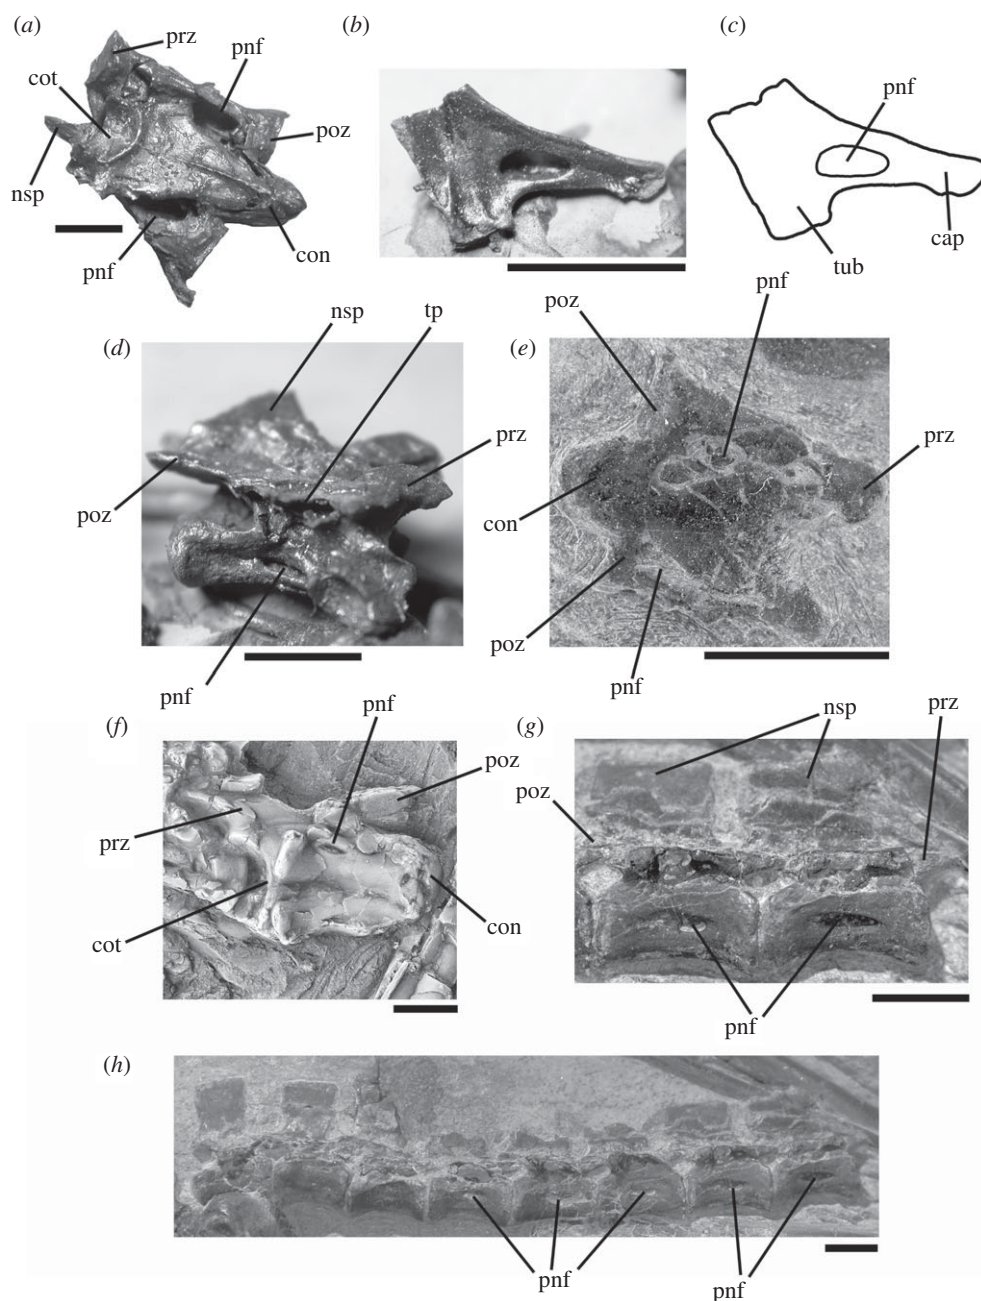 (a)
prz
pnf
cot
poz
nsp
pnf
con
(b)
(c)
pnf
cap
tub
(d)
nsp
tp
prz
poz
pnf
(e)
poz
pnf
prz
con
poz
pnf
(f)
pnf
poz
prz
cot
con
(g)
nsp
prz
poz
pnf
(h)
pnf
pnf